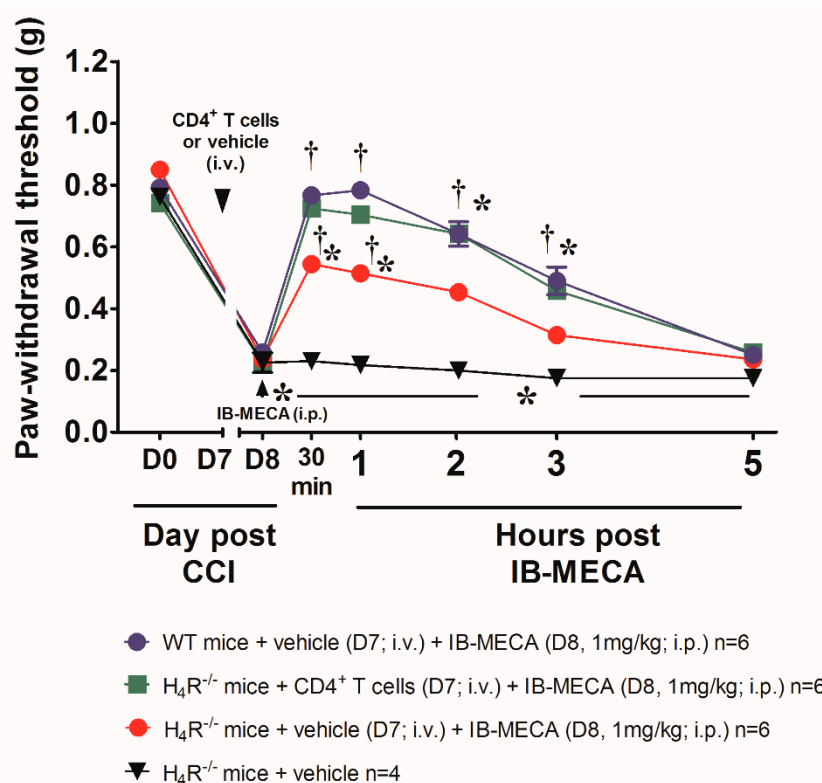 Paw-withdrawal threshold (g)
1.2
1.0
0.8
0.6
0.4
0.2
0.0
CD4⁺ T cells
or vehicle
(i.v.)
† †
†*
†*
†* †*
* *
IB-MECA (i.p.)
D0 D7 D8 30 min 1 2 3 5
Day post
CCI
Hours post
IB-MECA
WT mice + vehicle (D7; i.v.) + IB-MECA (D8, 1mg/kg; i.p.) n=6
H₄R⁻/⁻ mice + CD4⁺ T cells (D7; i.v.) + IB-MECA (D8, 1mg/kg; i.p.) n=6
H₄R⁻/⁻ mice + vehicle (D7; i.v.) + IB-MECA (D8, 1mg/kg; i.p.) n=6
H₄R⁻/⁻ mice + vehicle n=4